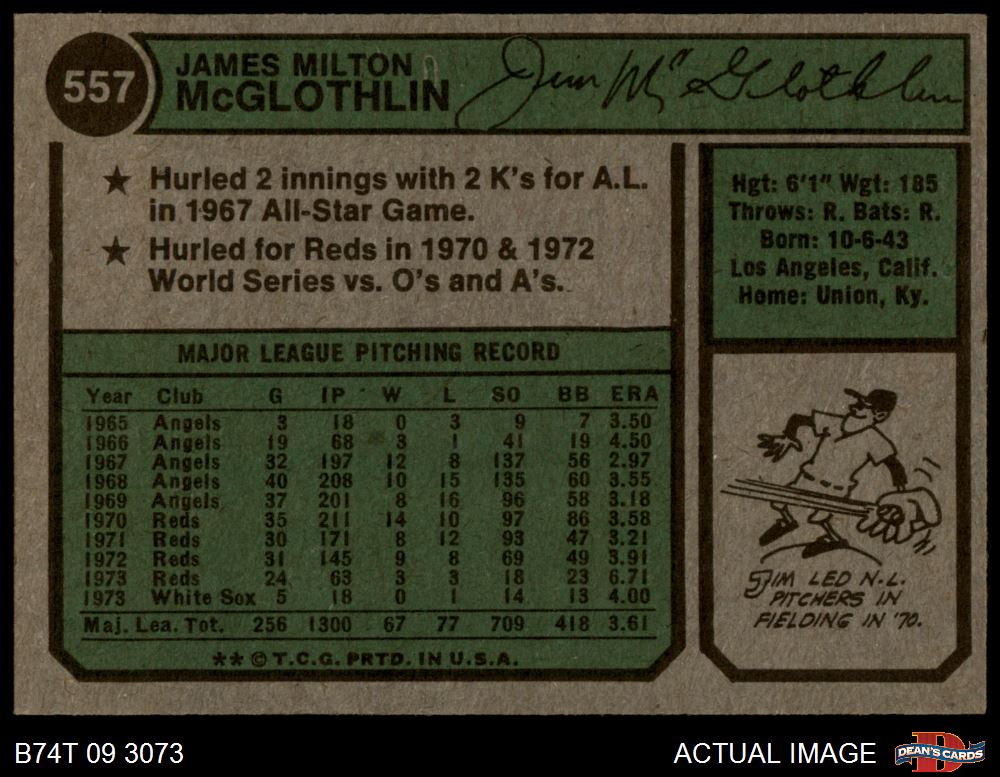 557
JAMES MILTON
McGLOTHLIN
Jim McGlothlin
★ Hurled 2 innings with 2 K's for A.L.
in 1967 All-Star Game.
★ Hurled for Reds in 1970 & 1972
World Series vs. O's and A's.
Hgt: 6'1" Wgt: 185
Throws: R. Bats: R.
Born: 10-6-43
Los Angeles, Calif.
Home: Union, Ky.
MAJOR LEAGUE PITCHING RECORD
Year Club G IP W L SO BB ERA
1965 Angels 3 18 0 3 9 7 3.50
1966 Angels 19 68 3 1 41 19 4.50
1967 Angels 32 197 12 8 137 56 2.97
1968 Angels 40 208 10 15 135 60 3.55
1969 Angels 37 201 8 16 96 58 3.18
1970 Reds 35 211 14 10 97 86 3.58
1971 Reds 30 171 8 12 93 47 3.21
1972 Reds 31 145 9 8 69 49 3.91
1973 Reds 24 63 3 3 18 23 6.71
1973 White Sox 5 18 0 1 14 13 4.00
Maj. Lea. Tot. 256 1300 67 77 709 418 3.61
** © T.C.G. PRTD. IN U.S.A.
JIM LED N.L.
PITCHERS IN
FIELDING IN '70.
B74T 09 3073
ACTUAL IMAGE
D
DEAN'S CARDS